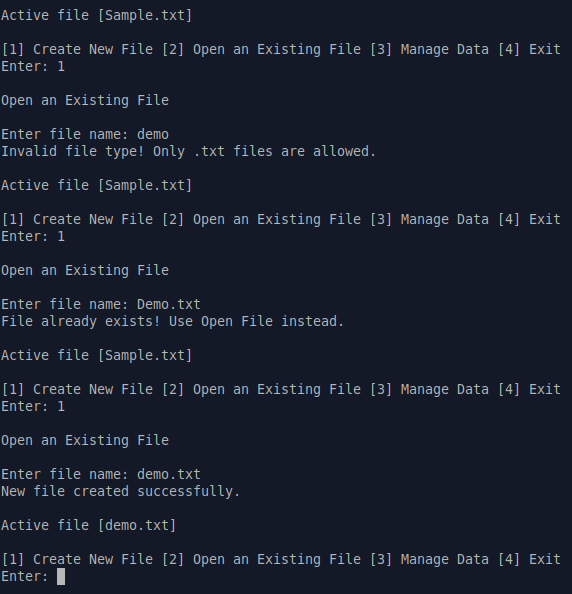 Active file [Sample.txt]
[1] Create New File [2] Open an Existing File [3] Manage Data [4] Exit
Enter: 1
Open an Existing File
Enter file name: demo
Invalid file type! Only .txt files are allowed.
Active file [Sample.txt]
[1] Create New File [2] Open an Existing File [3] Manage Data [4] Exit
Enter: 1
Open an Existing File
Enter file name: Demo.txt
File already exists! Use Open File instead.
Active file [Sample.txt]
[1] Create New File [2] Open an Existing File [3] Manage Data [4] Exit
Enter: 1
Open an Existing File
Enter file name: demo.txt
New file created successfully.
Active file [demo.txt]
[1] Create New File [2] Open an Existing File [3] Manage Data [4] Exit
Enter: